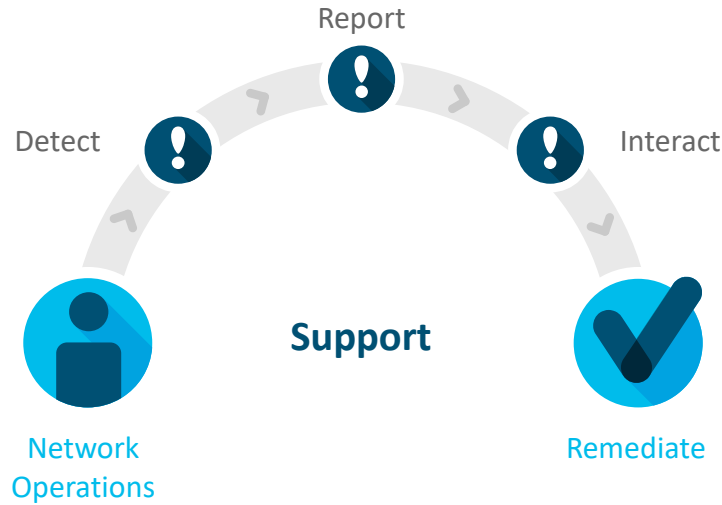 Report
Detect
Interact
Support
Network
Operations
Remediate